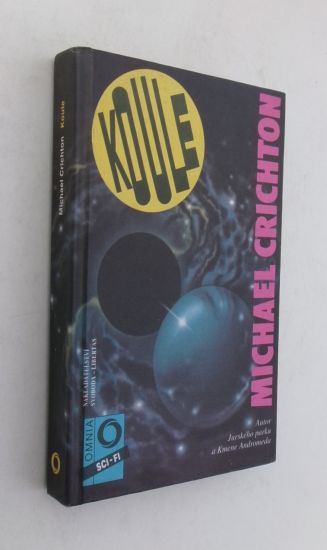 Michael Crichton Koule
KOULE
MICHAEL CRICHTON
NAKLADATELSTVÍ
SVOBODA – LIBERTAS
OMNIA
SCI-FI
Autor
Jurského parku
a Kmene Andromeda